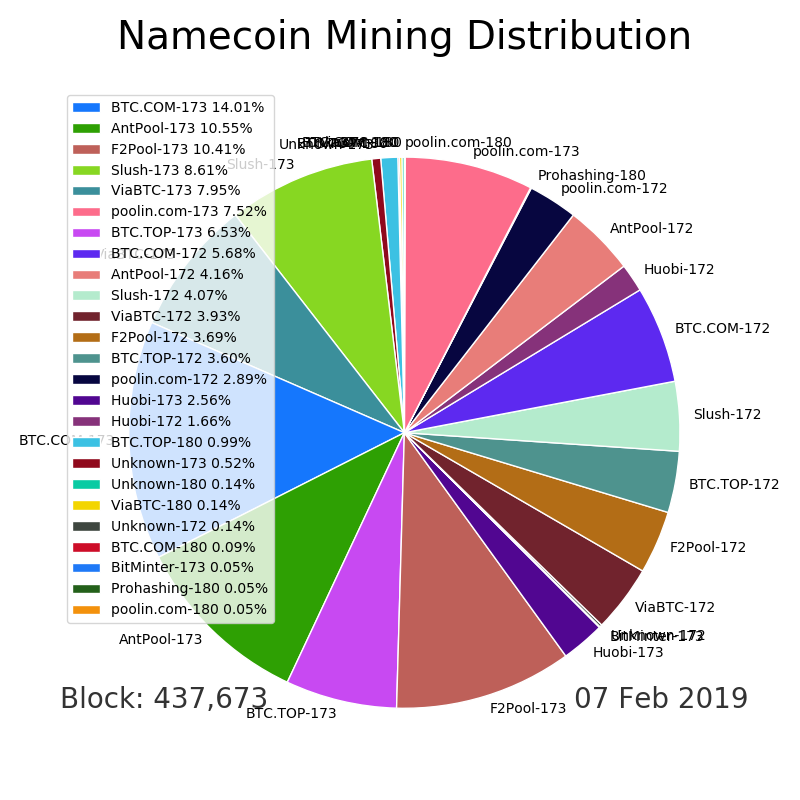 Namecoin Mining Distribution
BTC.COM-173 14.01%
AntPool-173 10.55%
F2Pool-173 10.41%
Slush-173 8.61%
ViaBTC-173 7.95%
poolin.com-173 7.52%
BTC.TOP-173 6.53%
BTC.COM-172 5.68%
AntPool-172 4.16%
Slush-172 4.07%
ViaBTC-172 3.93%
F2Pool-172 3.69%
BTC.TOP-172 3.60%
poolin.com-172 2.89%
Huobi-173 2.56%
Huobi-172 1.66%
BTC.TOP-180 0.99%
Unknown-173 0.52%
Unknown-180 0.14%
ViaBTC-180 0.14%
Unknown-172 0.14%
BTC.COM-180 0.09%
BitMinter-173 0.05%
Prohashing-180 0.05%
poolin.com-180 0.05%
poolin.com-180
poolin.com-173
Prohashing-180
poolin.com-172
AntPool-172
Huobi-172
BTC.COM-172
Slush-172
BTC.TOP-172
F2Pool-172
ViaBTC-172
Unknown-172
BitMinter-173
Huobi-173
F2Pool-173
BTC.TOP-173
AntPool-173
BTC.COM-173
ViaBTC-173
Slush-173
Unknown-173
Block: 437,673
07 Feb 2019